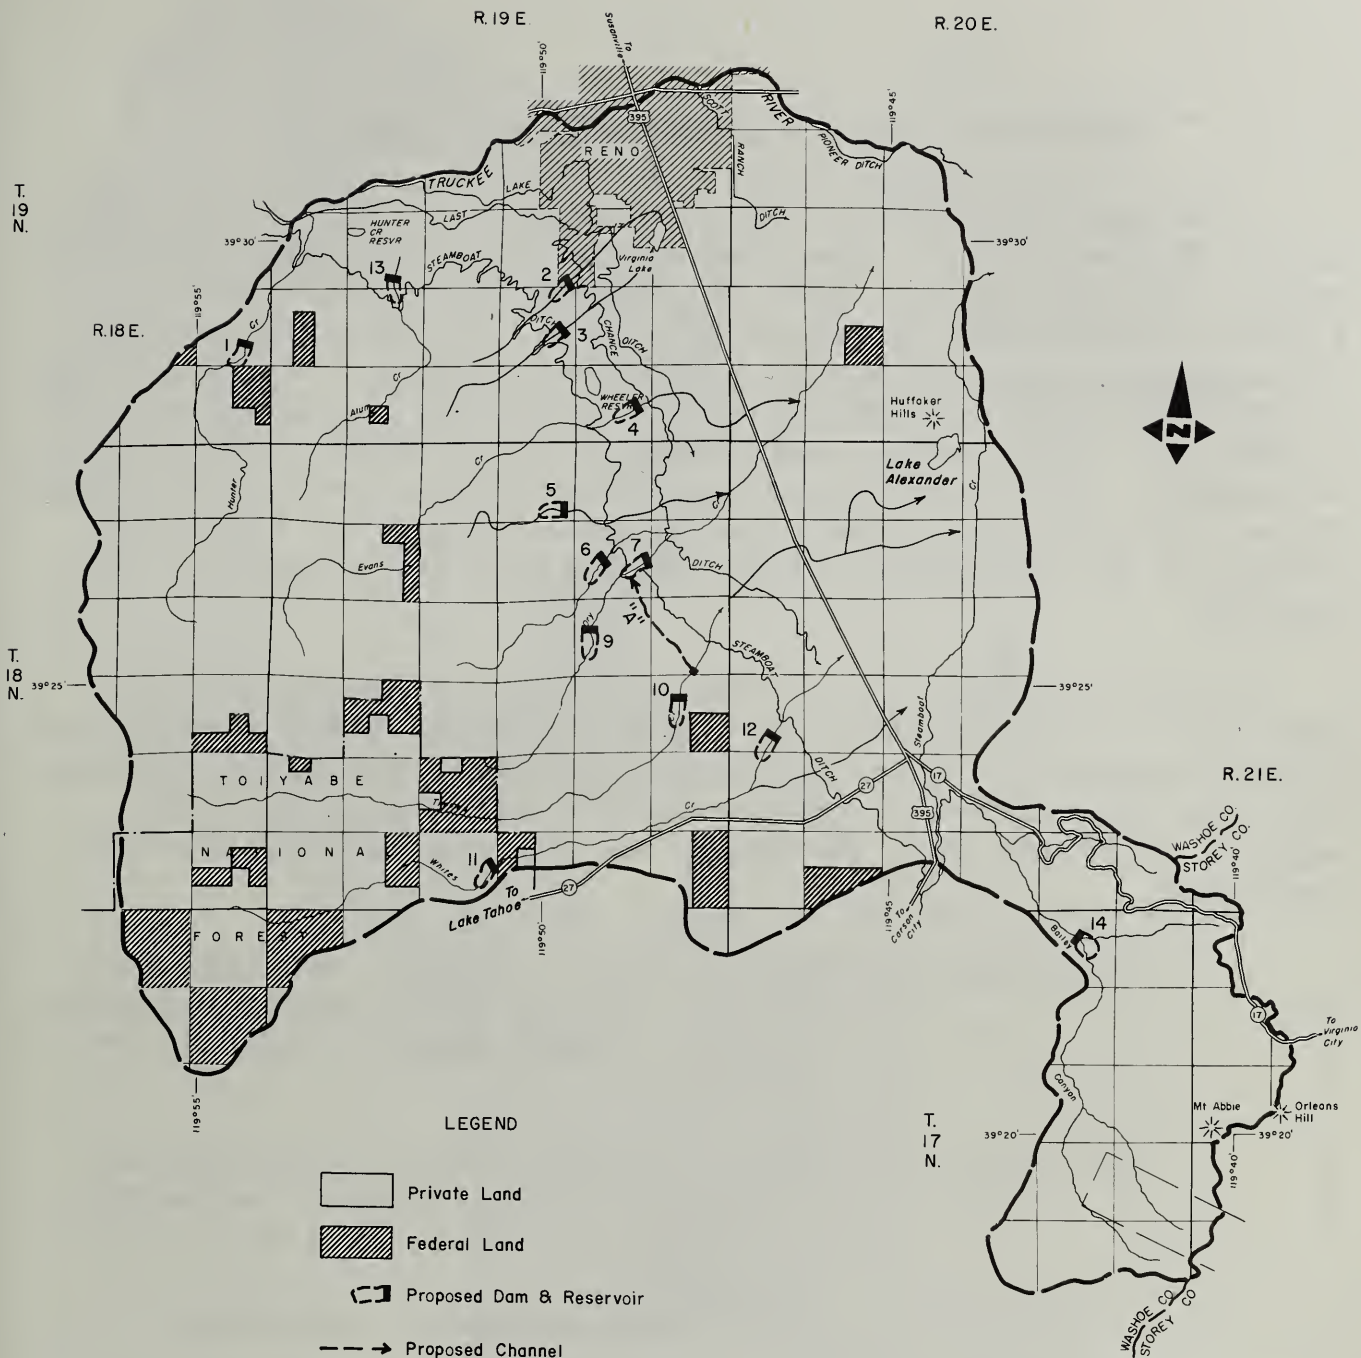 R. 19 E.
R. 20 E.
To
Susanville
119°50'
395
SCOTT
RIVER
119°45'
PIONEER DITCH
RENO
RANCH
DITCH
TRUCKEE
LAKE
LAST
T.
19
N.
HUNTER
CR
RESVR
39°30'
39°30'
STEAMBOAT
13
2
Virginia
Lake
119°55'
R. 18 E.
Cr
1
DITCH
3
CHANCE
DITCH
Cr
Alum
WHEELER
RESVR
4
Huffaker
Hills
N
Lake
Alexander
Cr
Hunter
Cr
5
Cr
Evans
6
7
DITCH
"A"
Dry
9
STEAMBOAT
T.
18
N.
39°25'
39°25'
10
12
Steamboat
DITCH
TOIYABE
27
17
R. 21 E.
Cr
395
NATIONAL
WASHOE CO.
STOREY CO.
119°40'
Whites
11
To
Lake Tahoe
27
119°50'
119°45'
To
Carson
City
FOREST
14
Bailey
17
To
Virginia
City
119°55'
Canyon
LEGEND
T.
17
N.
39°20'
Mt Abbie
Orleans
Hill
39°20'
119°40'
Private Land
Federal Land
Proposed Dam & Reservoir
Proposed Channel
WASHOE CO
STOREY CO